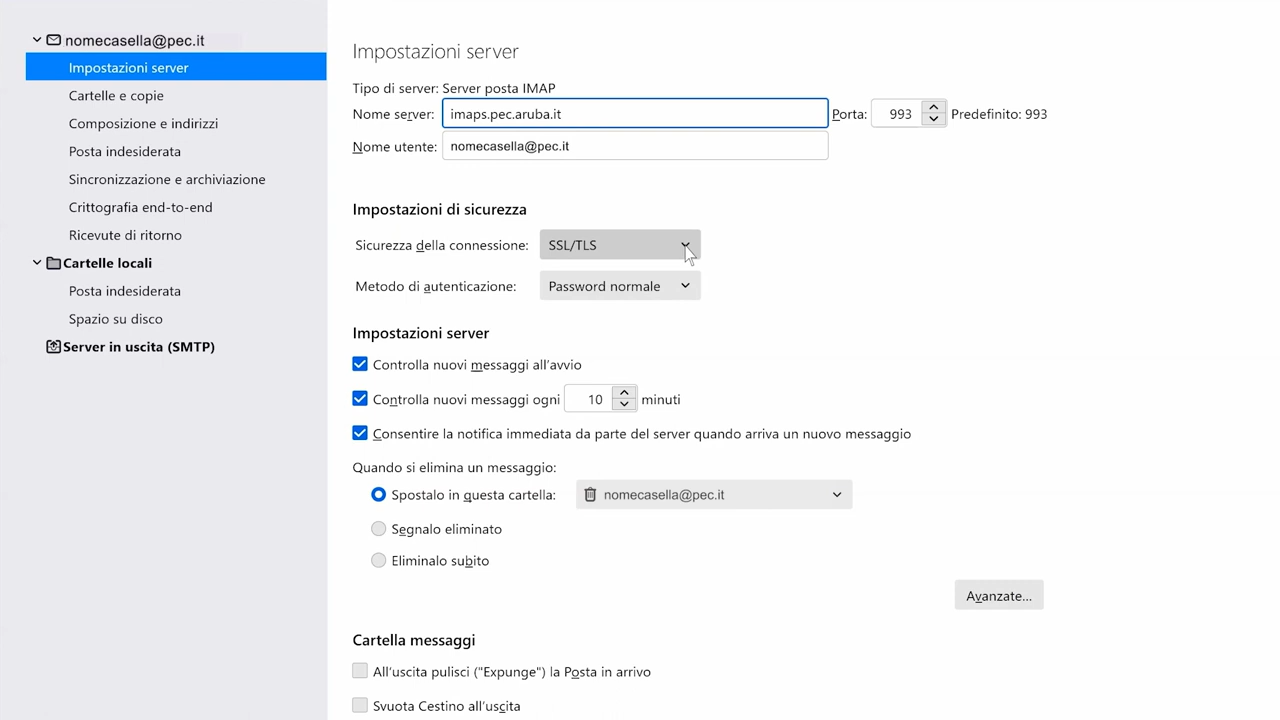 nomecasella@pec.it
Impostazioni server
Cartelle e copie
Composizione e indirizzi
Posta indesiderata
Sincronizzazione e archiviazione
Crittografia end-to-end
Ricevute di ritorno
Cartelle locali
Posta indesiderata
Spazio su disco
Server in uscita (SMTP)
Impostazioni server
Tipo di server: Server posta IMAP
Nome server: imaps.pec.aruba.it Porta: 993 Predefinito: 993
Nome utente: nomecasella@pec.it
Impostazioni di sicurezza
Sicurezza della connessione: SSL/TLS
Metodo di autenticazione: Password normale
Impostazioni server
Controlla nuovi messaggi all'avvio
Controlla nuovi messaggi ogni 10 minuti
Consentire la notifica immediata da parte del server quando arriva un nuovo messaggio
Quando si elimina un messaggio:
Spostalo in questa cartella: nomecasella@pec.it
Segnalo eliminato
Eliminalo subito
Avanzate...
Cartella messaggi
All'uscita pulisci ("Expunge") la Posta in arrivo
Svuota Cestino all'uscita